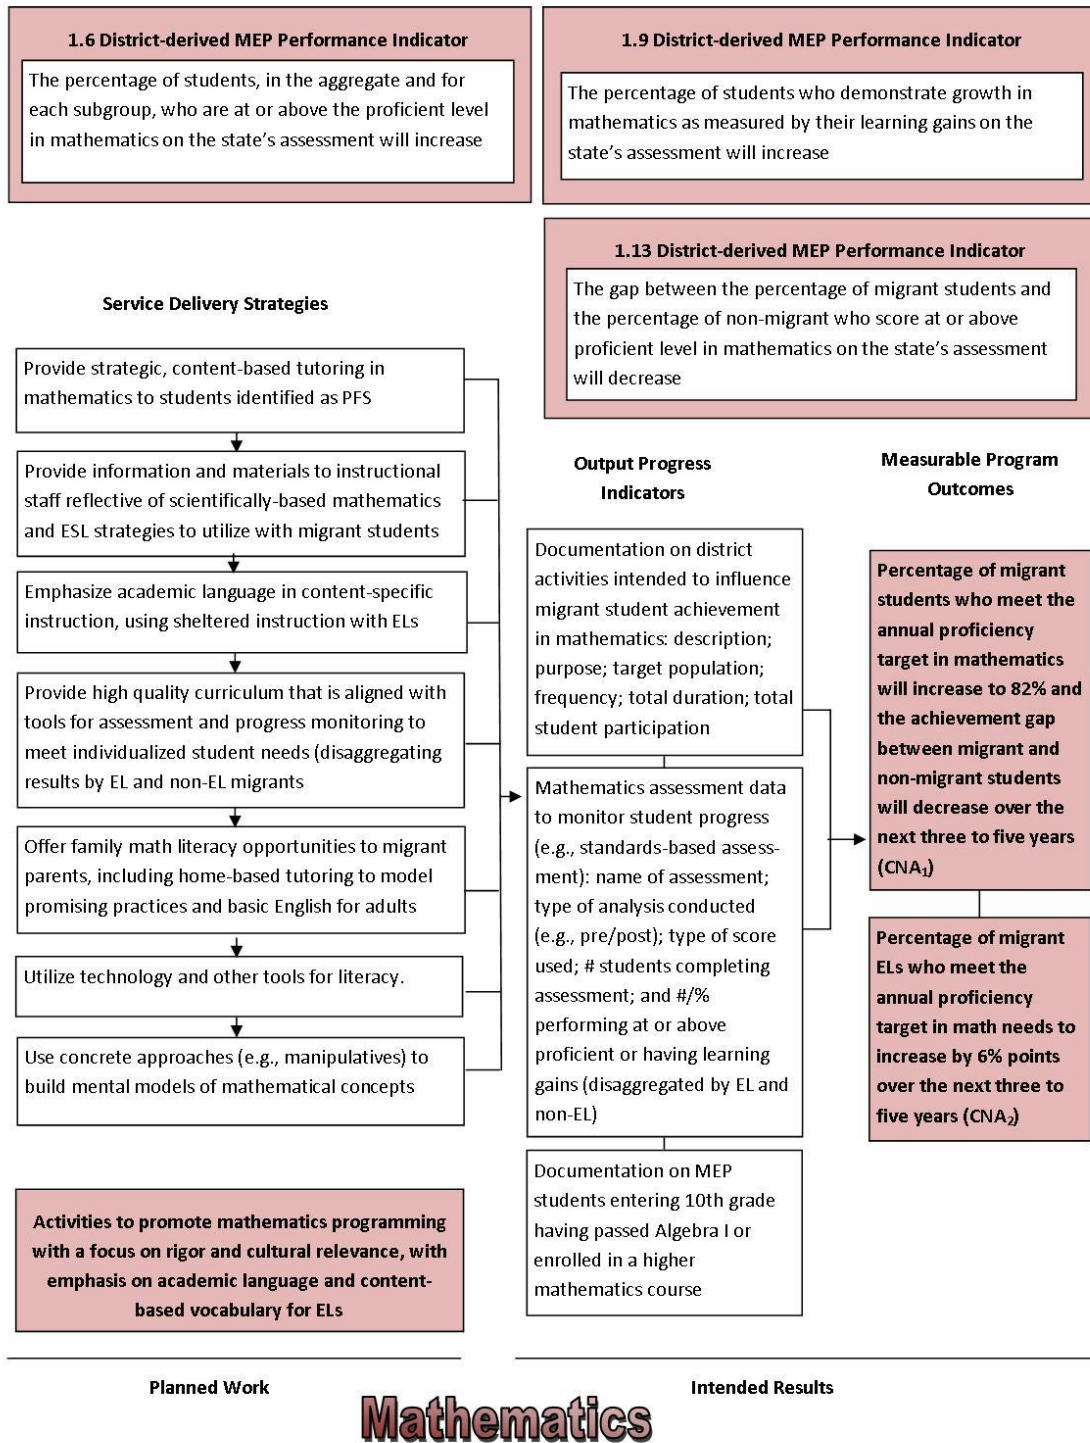 1.6 District-derived MEP Performance Indicator
The percentage of students, in the aggregate and for
each subgroup, who are at or above the proficient level
in mathematics on the state’s assessment will increase
1.9 District-derived MEP Performance Indicator
The percentage of students who demonstrate growth in
mathematics as measured by their learning gains on the
state’s assessment will increase
1.13 District-derived MEP Performance Indicator
The gap between the percentage of migrant students and
the percentage of non-migrant who score at or above
proficient level in mathematics on the state’s assessment
will decrease
Service Delivery Strategies
Provide strategic, content-based tutoring in
mathematics to students identified as PFS
Provide information and materials to instructional
staff reflective of scientifically-based mathematics
and ESL strategies to utilize with migrant students
Emphasize academic language in content-specific
instruction, using sheltered instruction with ELs
Provide high quality curriculum that is aligned with
tools for assessment and progress monitoring to
meet individualized student needs (disaggregating
results by EL and non-EL migrants
Offer family math literacy opportunities to migrant
parents, including home-based tutoring to model
promising practices and basic English for adults
Utilize technology and other tools for literacy.
Use concrete approaches (e.g., manipulatives) to
build mental models of mathematical concepts
Activities to promote mathematics programming
with a focus on rigor and cultural relevance, with
emphasis on academic language and content-
based vocabulary for ELs
Output Progress
Indicators
Documentation on district
activities intended to influence
migrant student achievement
in mathematics: description;
purpose; target population;
frequency; total duration; total
student participation
Mathematics assessment data
to monitor student progress
(e.g., standards-based assess-
ment): name of assessment;
type of analysis conducted
(e.g., pre/post); type of score
used; # students completing
assessment; and #/%
performing at or above
proficient or having learning
gains (disaggregated by EL and
non-EL)
Documentation on MEP
students entering 10th grade
having passed Algebra I or
enrolled in a higher
mathematics course
Measurable Program
Outcomes
Percentage of migrant
students who meet the
annual proficiency
target in mathematics
will increase to 82% and
the achievement gap
between migrant and
non-migrant students
will decrease over the
next three to five years
(CNA₁)
Percentage of migrant
ELs who meet the
annual proficiency
target in math needs to
increase by 6% points
over the next three to
five years (CNA₂)
Planned Work
Intended Results
Mathematics